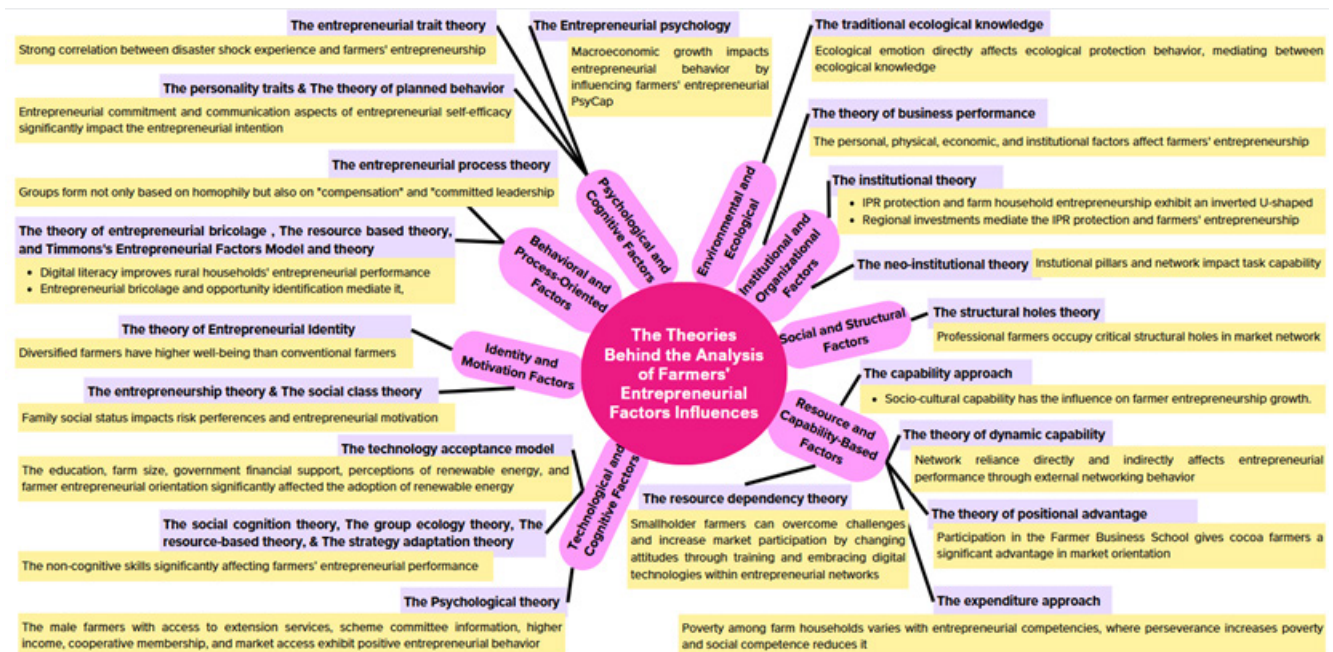 The entrepreneurial trait theory
Strong correlation between disaster shock experience and farmers' entrepreneurship
The personality traits & The theory of planned behavior
Entrepreneurial commitment and communication aspects of entrepreneurial self-efficacy
significantly impact the entrepreneurial intention
The entrepreneurial process theory
Groups form not only based on homophily but also on "compensation" and "committed leadership
The theory of entrepreneurial bricolage , The resource based theory,
and Timmons's Entrepreneurial Factors Model and theory
• Digital literacy improves rural households' entrepreneurial performance
• Entrepreneurial bricolage and opportunity identification mediate it,
The theory of Entrepreneurial Identity
Diversified farmers have higher well-being than conventional farmers
The entrepreneurship theory & The social class theory
Family social status impacts risk perferences and entrepreneurial motivation
The technology acceptance model
The education, farm size, government financial support, perceptions of renewable energy, and
farmer entrepreneurial orientation significantly affected the adoption of renewable energy
The social cognition theory, The group ecology theory, The
resource-based theory, & The strategy adaptation theory
The non-cognitive skills significantly affecting farmers' entrepreneurial performance
The Psychological theory
The male farmers with access to extension services, scheme committee information, higher
income, cooperative membership, and market access exhibit positive entrepreneurial behavior
The Entrepreneurial psychology
Macroeconomic growth impacts
entrepreneurial behavior by
influencing farmers' entrepreneurial
PsyCap
Psychological and
Cognitive Factors
Behavioral and
Process-Oriented
Factors
Identity and
Motivation Factors
Technological and
Cognitive Factors
The Theories
Behind the Analysis
of Farmers'
Entrepreneurial
Factors Influences
Environmental and
Ecological
Institutional and
Organizational
Factors
Social and Structural
Factors
Resource and
Capability-Based
Factors
The traditional ecological knowledge
Ecological emotion directly affects ecological protection behavior, mediating between
ecological knowledge
The theory of business performance
The personal, physical, economic, and institutional factors affect farmers' entrepreneurship
The institutional theory
• IPR protection and farm household entrepreneurship exhibit an inverted U-shaped
• Regional investments mediate the IPR protection and farmers' entrepreneurship
The neo-institutional theory
Instutional pillars and network impact task capability
The structural holes theory
Professional farmers occupy critical structural holes in market network
The capability approach
• Socio-cultural capability has the influence on farmer entrepreneurship growth.
The theory of dynamic capability
Network reliance directly and indirectly affects entrepreneurial
performance through external networking behavior
The theory of positional advantage
Participation in the Farmer Business School gives cocoa farmers a
significant advantage in market orientation
The resource dependency theory
Smallholder farmers can overcome challenges
and increase market participation by changing
attitudes through training and embracing digital
technologies within entrepreneurial networks
The expenditure approach
Poverty among farm households varies with entrepreneurial competencies, where perseverance increases poverty
and social competence reduces it